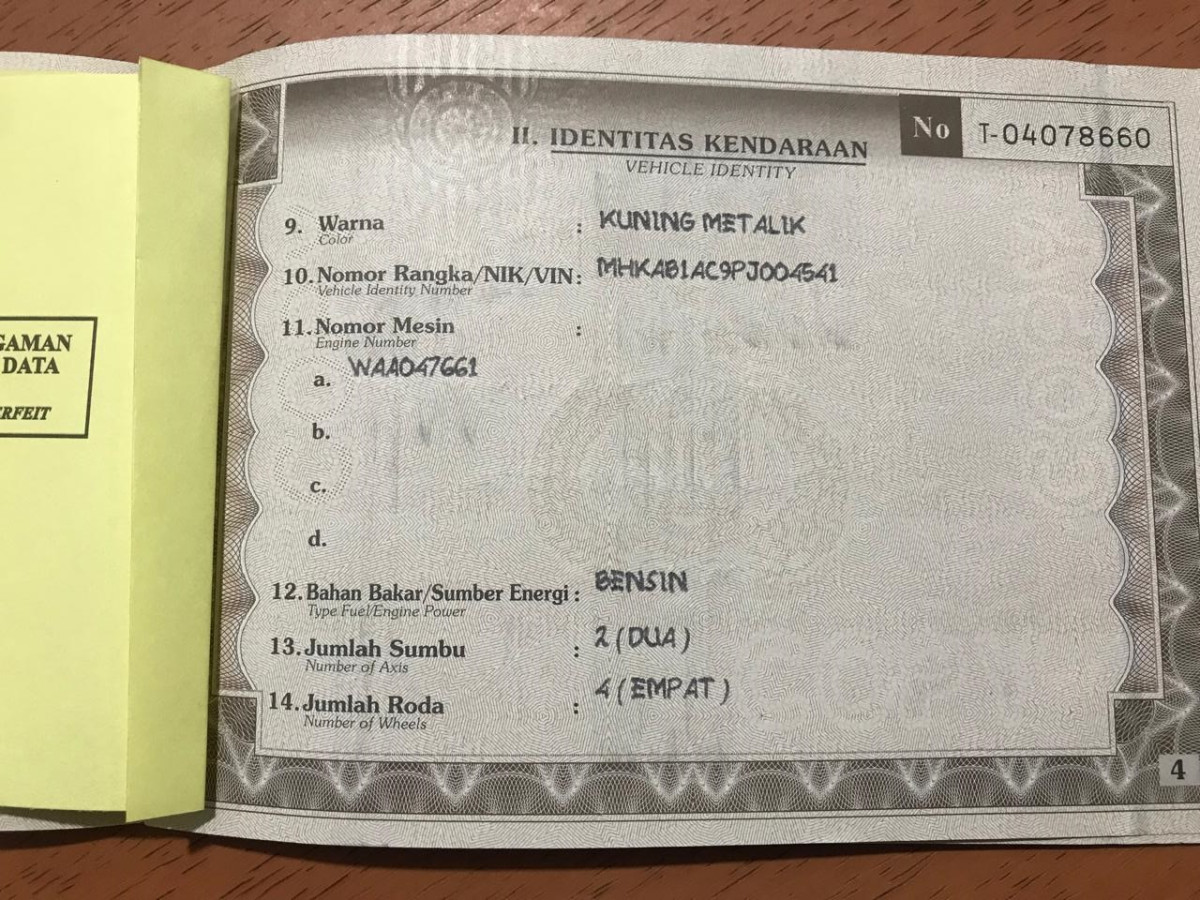 GAMAN
DATA
RFEIT
No T-04078660
II. IDENTITAS KENDARAAN
VEHICLE IDENTITY
9. Warna : KUNING METALIK
Color
10. Nomor Rangka/NIK/VIN : MHKAB1AC9PJ004541
Vehicle Identity Number
11. Nomor Mesin :
Engine Number
a. WAA047661
b.
c.
d.
12. Bahan Bakar/Sumber Energi : BENSIN
Type Fuel/Engine Power
13. Jumlah Sumbu : 2 (DUA)
Number of Axis
14. Jumlah Roda : 4 (EMPAT)
Number of Wheels
4